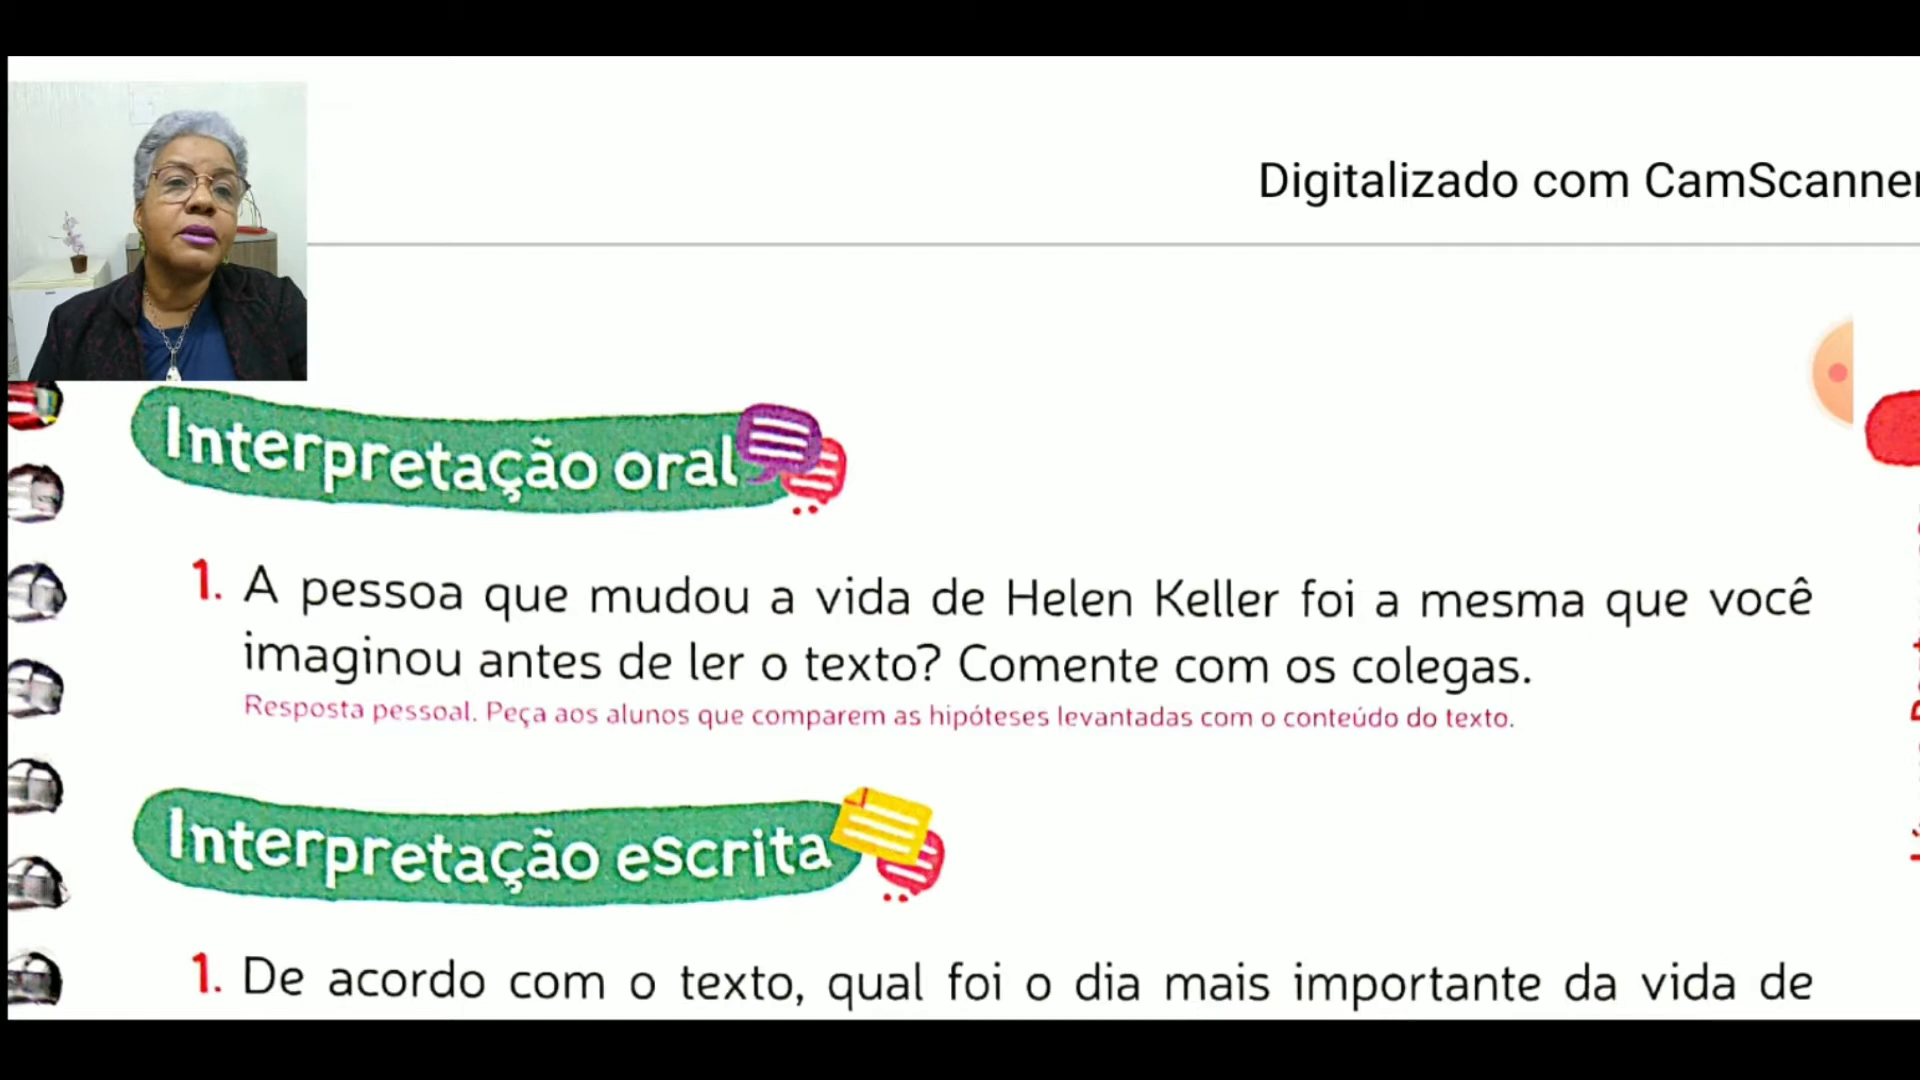 Digitalizado com CamScanner
Interpretação oral
1. A pessoa que mudou a vida de Helen Keller foi a mesma que você
imaginou antes de ler o texto? Comente com os colegas.
Resposta pessoal. Peça aos alunos que comparem as hipóteses levantadas com o conteúdo do texto.
Interpretação escrita
1. De acordo com o texto, qual foi o dia mais importante da vida de